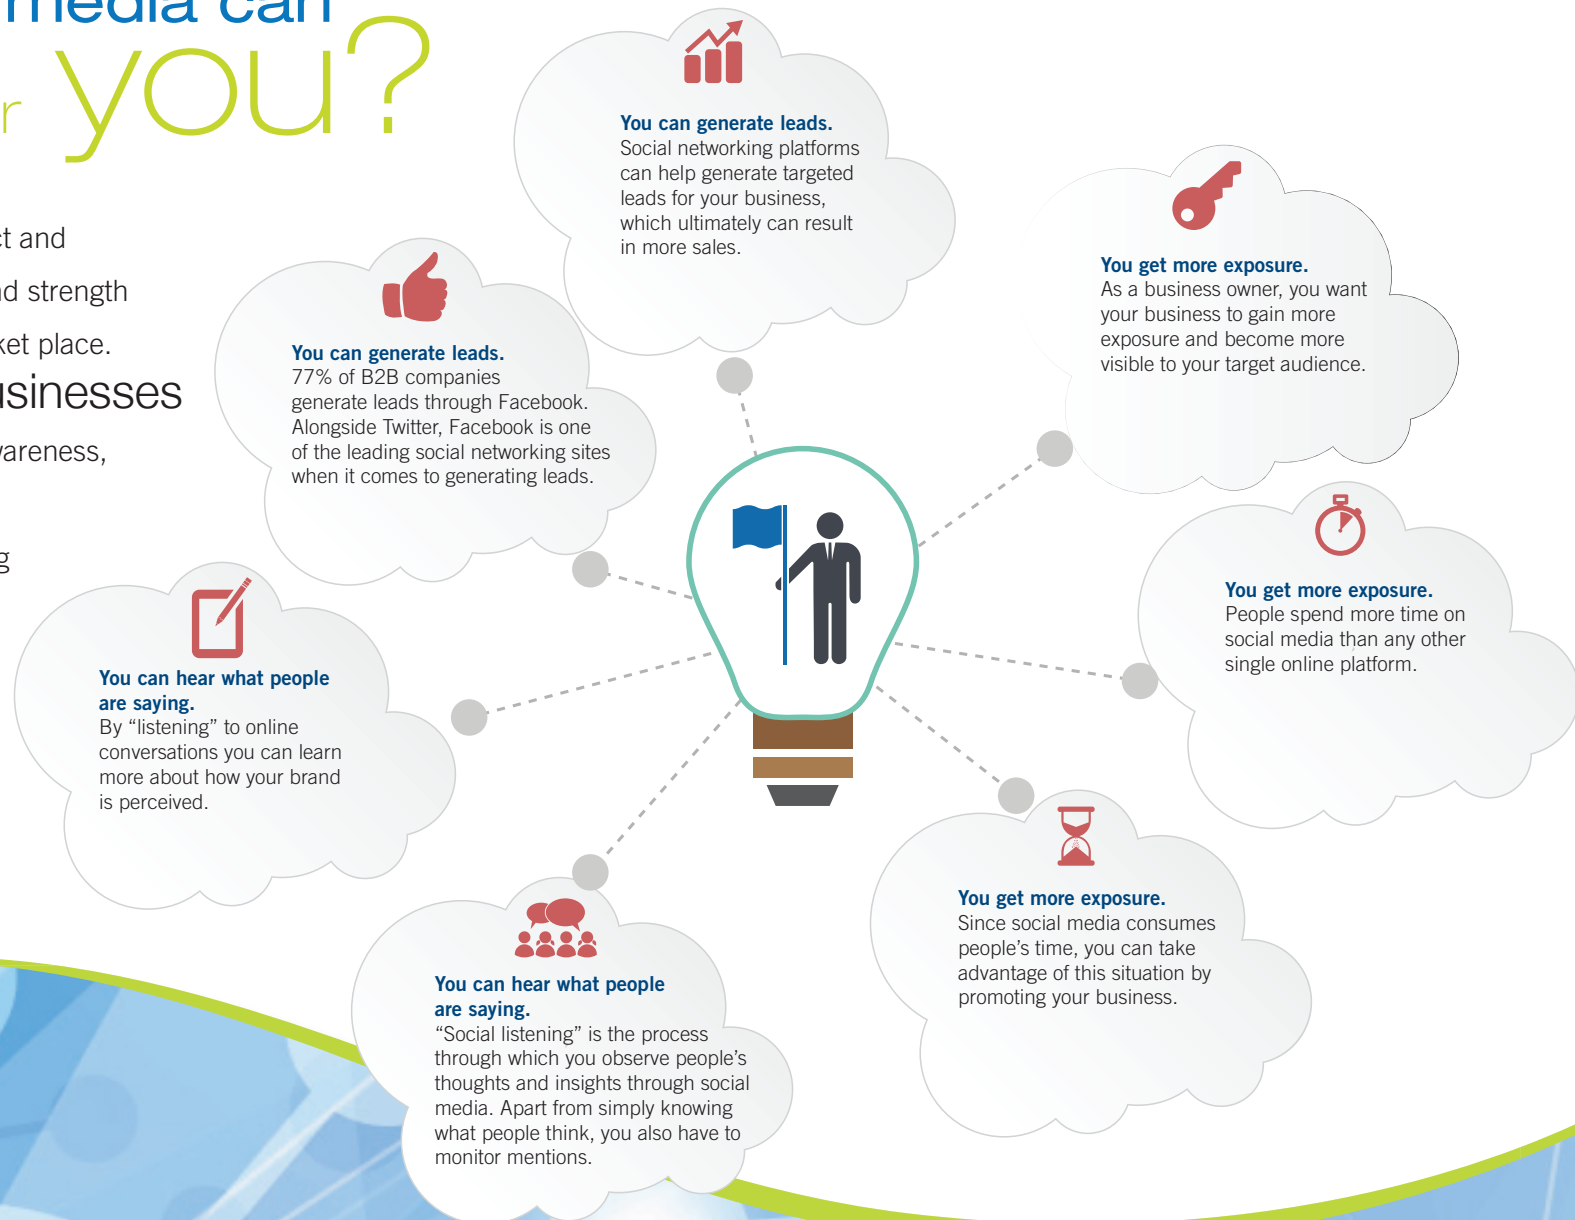 media can
r you?
ct and
nd strength
ket place.
usinesses
vareness,
g
You can generate leads.
Social networking platforms
can help generate targeted
leads for your business,
which ultimately can result
in more sales.
You get more exposure.
As a business owner, you want
your business to gain more
exposure and become more
visible to your target audience.
You can generate leads.
77% of B2B companies
generate leads through Facebook.
Alongside Twitter, Facebook is one
of the leading social networking sites
when it comes to generating leads.
You get more exposure.
People spend more time on
social media than any other
single online platform.
You can hear what people
are saying.
By “listening” to online
conversations you can learn
more about how your brand
is perceived.
You get more exposure.
Since social media consumes
people’s time, you can take
advantage of this situation by
promoting your business.
You can hear what people
are saying.
“Social listening” is the process
through which you observe people’s
thoughts and insights through social
media. Apart from simply knowing
what people think, you also have to
monitor mentions.